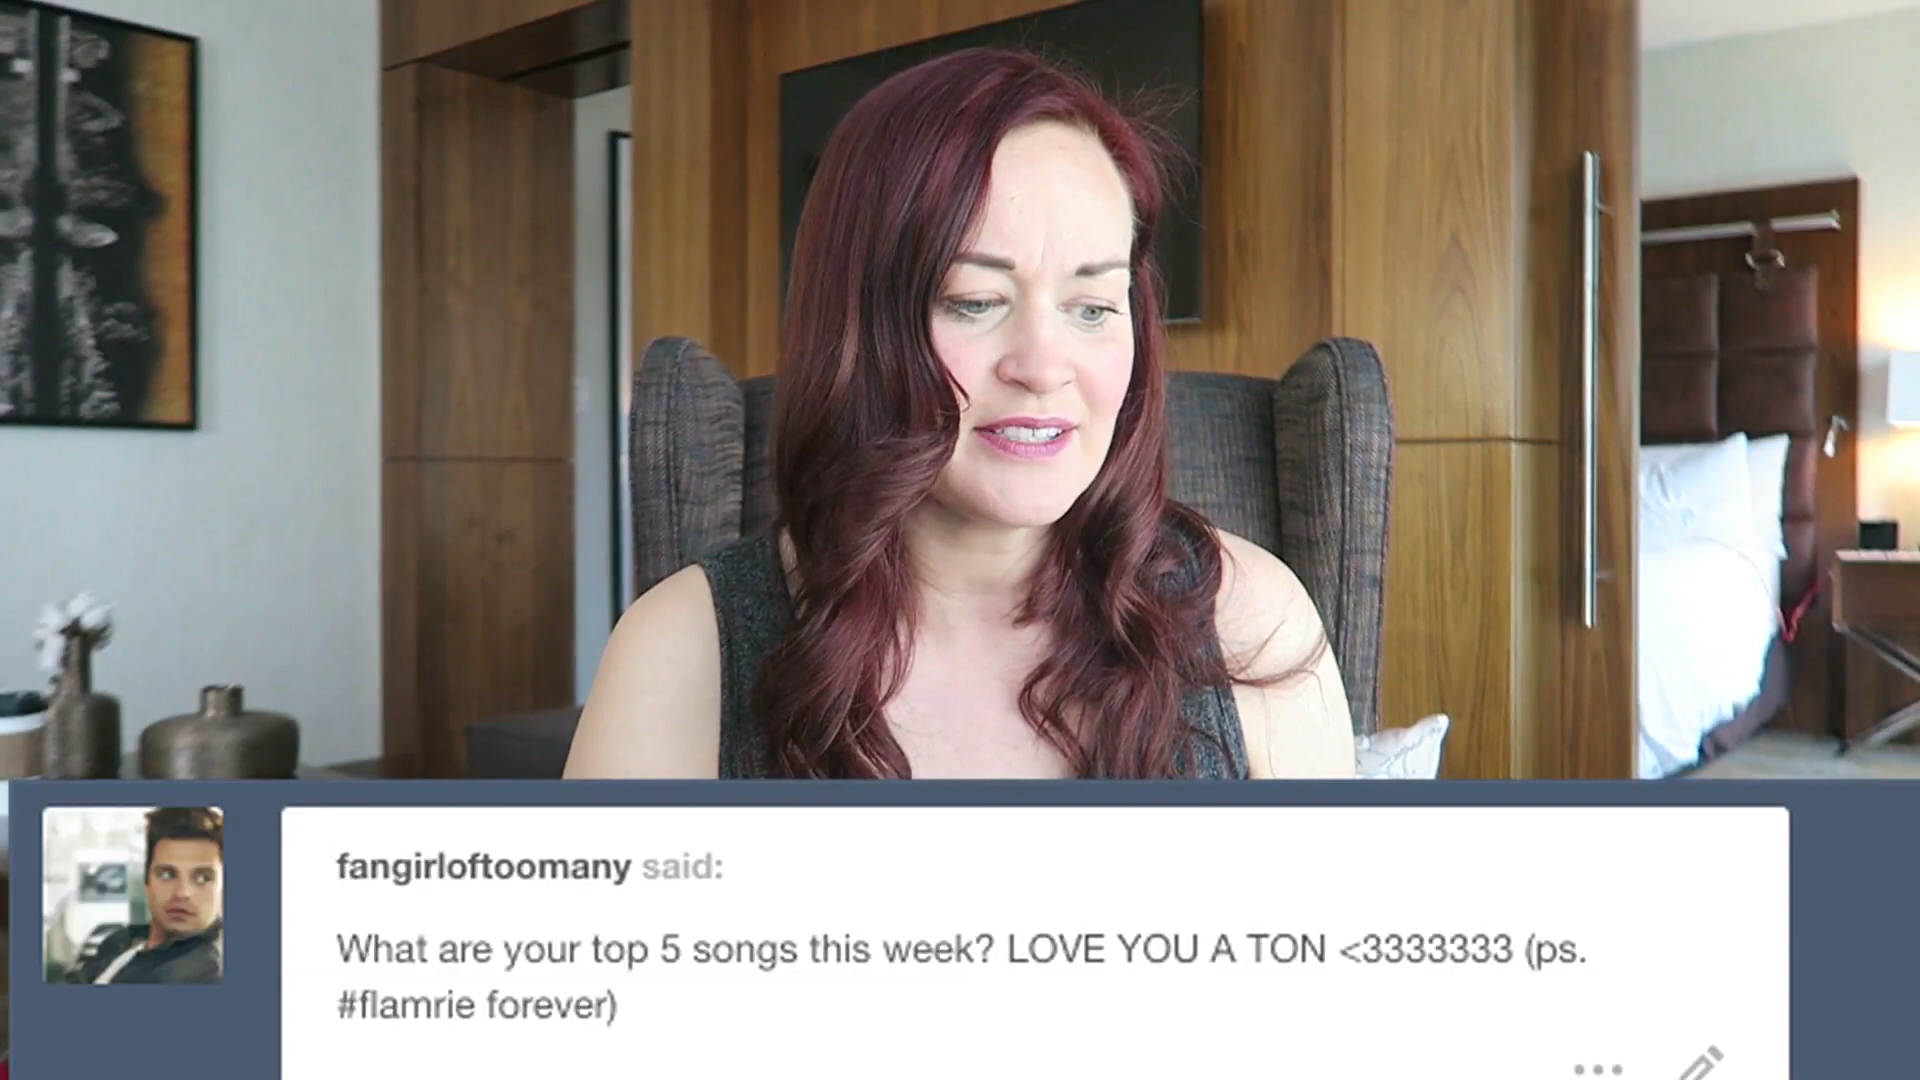 fangirloftoomany said:
What are your top 5 songs this week? LOVE YOU A TON <3333333 (ps.
#flamrie forever)